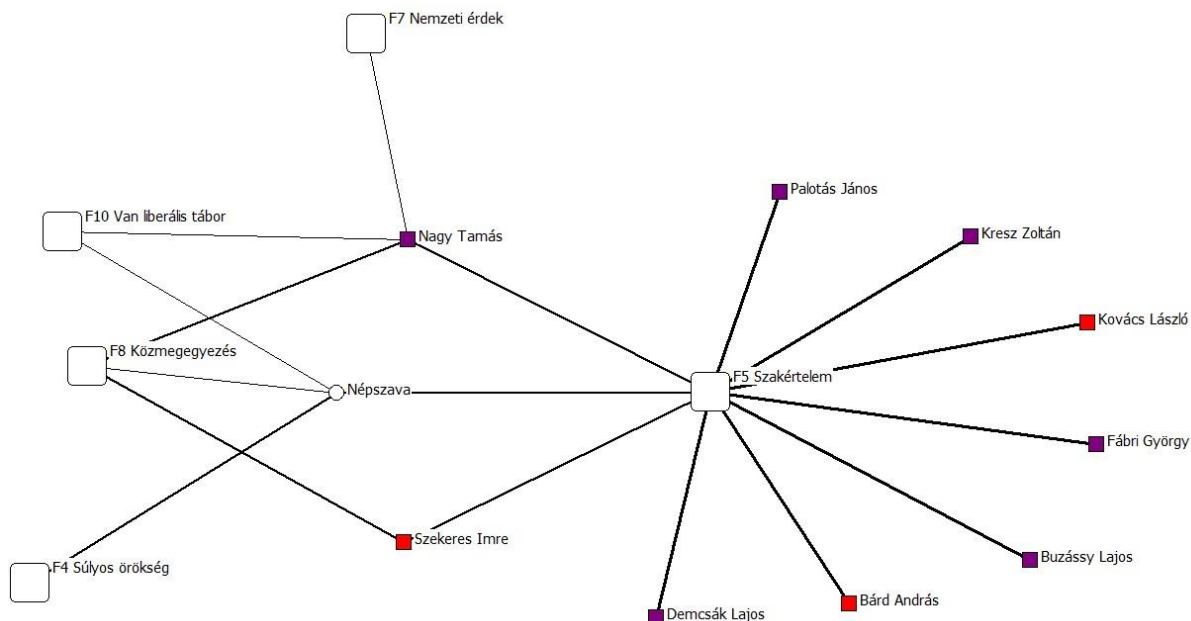 F7 Nemzeti érdek
Palotás János
F10 Van liberális tábor
Nagy Tamás
Kresz Zoltán
Kovács László
F8 Közmegegyezés
F5 Szakértelem
Népszava
Fábri György
Szekeres Imre
Buzássy Lajos
F4 Súlyos örökség
Bárd András
Demcsák Lajos